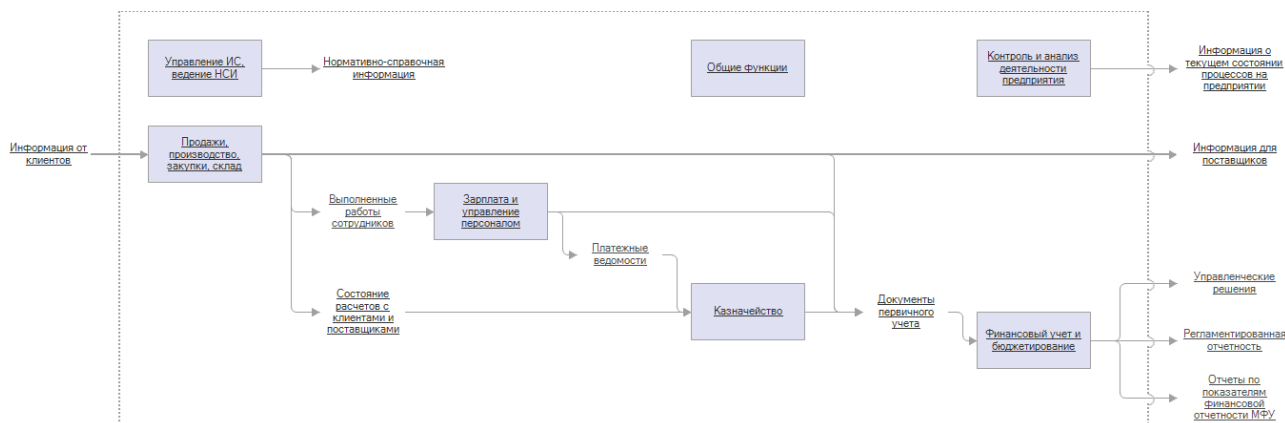 Управление ИС,
ведение НСИ
Нормативно-справочная
информация
Общие функции
Контроль и анализ
деятельности
предприятия
Информация о
текущем состоянии
процессов на
предприятии
Информация от
клиентов
Продажи,
производство,
закупки, склад
Информация для
поставщиков
Выполненные
работы
сотрудников
Зарплата и
управление
персоналом
Платежные
ведомости
Состояние
расчетов с
клиентами и
поставщиками
Казначейство
Документы
первичного
учета
Финансовый учет и
бюджетирование
Управленческие
решения
Регламентированная
отчетность
Отчеты по
показателям
финансовой
отчетности МФУ